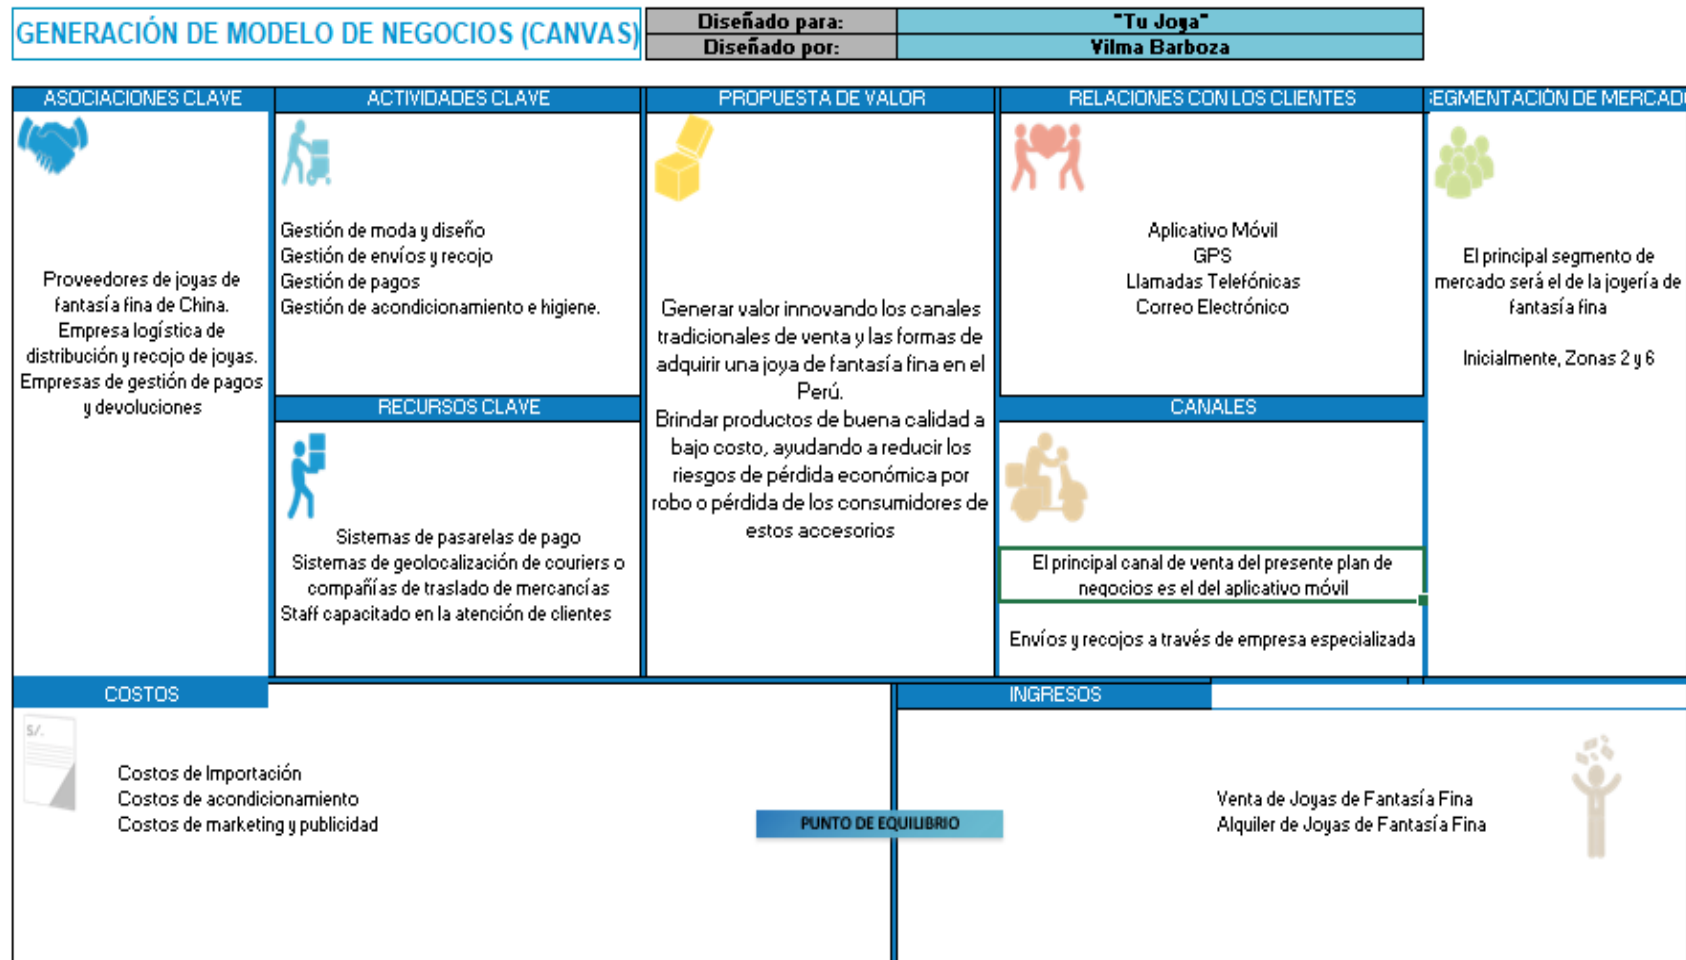 GENERACIÓN DE MODELO DE NEGOCIOS (CANVAS)
Diseñado para:
"Tu Joya"
Diseñado por:
Vilma Barboza
ASOCIACIONES CLAVE
Proveedores de joyas de
fantasía fina de China.
Empresa logística de
distribución y recojo de joyas.
Empresas de gestión de pagos
y devoluciones
ACTIVIDADES CLAVE
Gestión de moda y diseño
Gestión de envíos y recojo
Gestión de pagos
Gestión de acondicionamiento e higiene.
RECURSOS CLAVE
Sistemas de pasarelas de pago
Sistemas de geolocalización de couriers o
compañías de traslado de mercancías
Staff capacitado en la atención de clientes
PROPUESTA DE VALOR
Generar valor innovando los canales
tradicionales de venta y las formas de
adquirir una joya de fantasía fina en el
Perú.
Brindar productos de buena calidad a
bajo costo, ayudando a reducir los
riesgos de pérdida económica por
robo o pérdida de los consumidores de
estos accesorios
RELACIONES CON LOS CLIENTES
Aplicativo Móvil
GPS
Llamadas Telefónicas
Correo Electrónico
CANALES
El principal canal de venta del presente plan de
negocios es el del aplicativo móvil
Envíos y recojos a través de empresa especializada
EGMENTACIÓN DE MERCADO
El principal segmento de
mercado será el de la joyería de
fantasía fina
Inicialmente, Zonas 2 y 6
COSTOS
S/.
Costos de Importación
Costos de acondicionamiento
Costos de marketing y publicidad
PUNTO DE EQUILIBRIO
INGRESOS
Venta de Joyas de Fantasía Fina
Alquiler de Joyas de Fantasía Fina